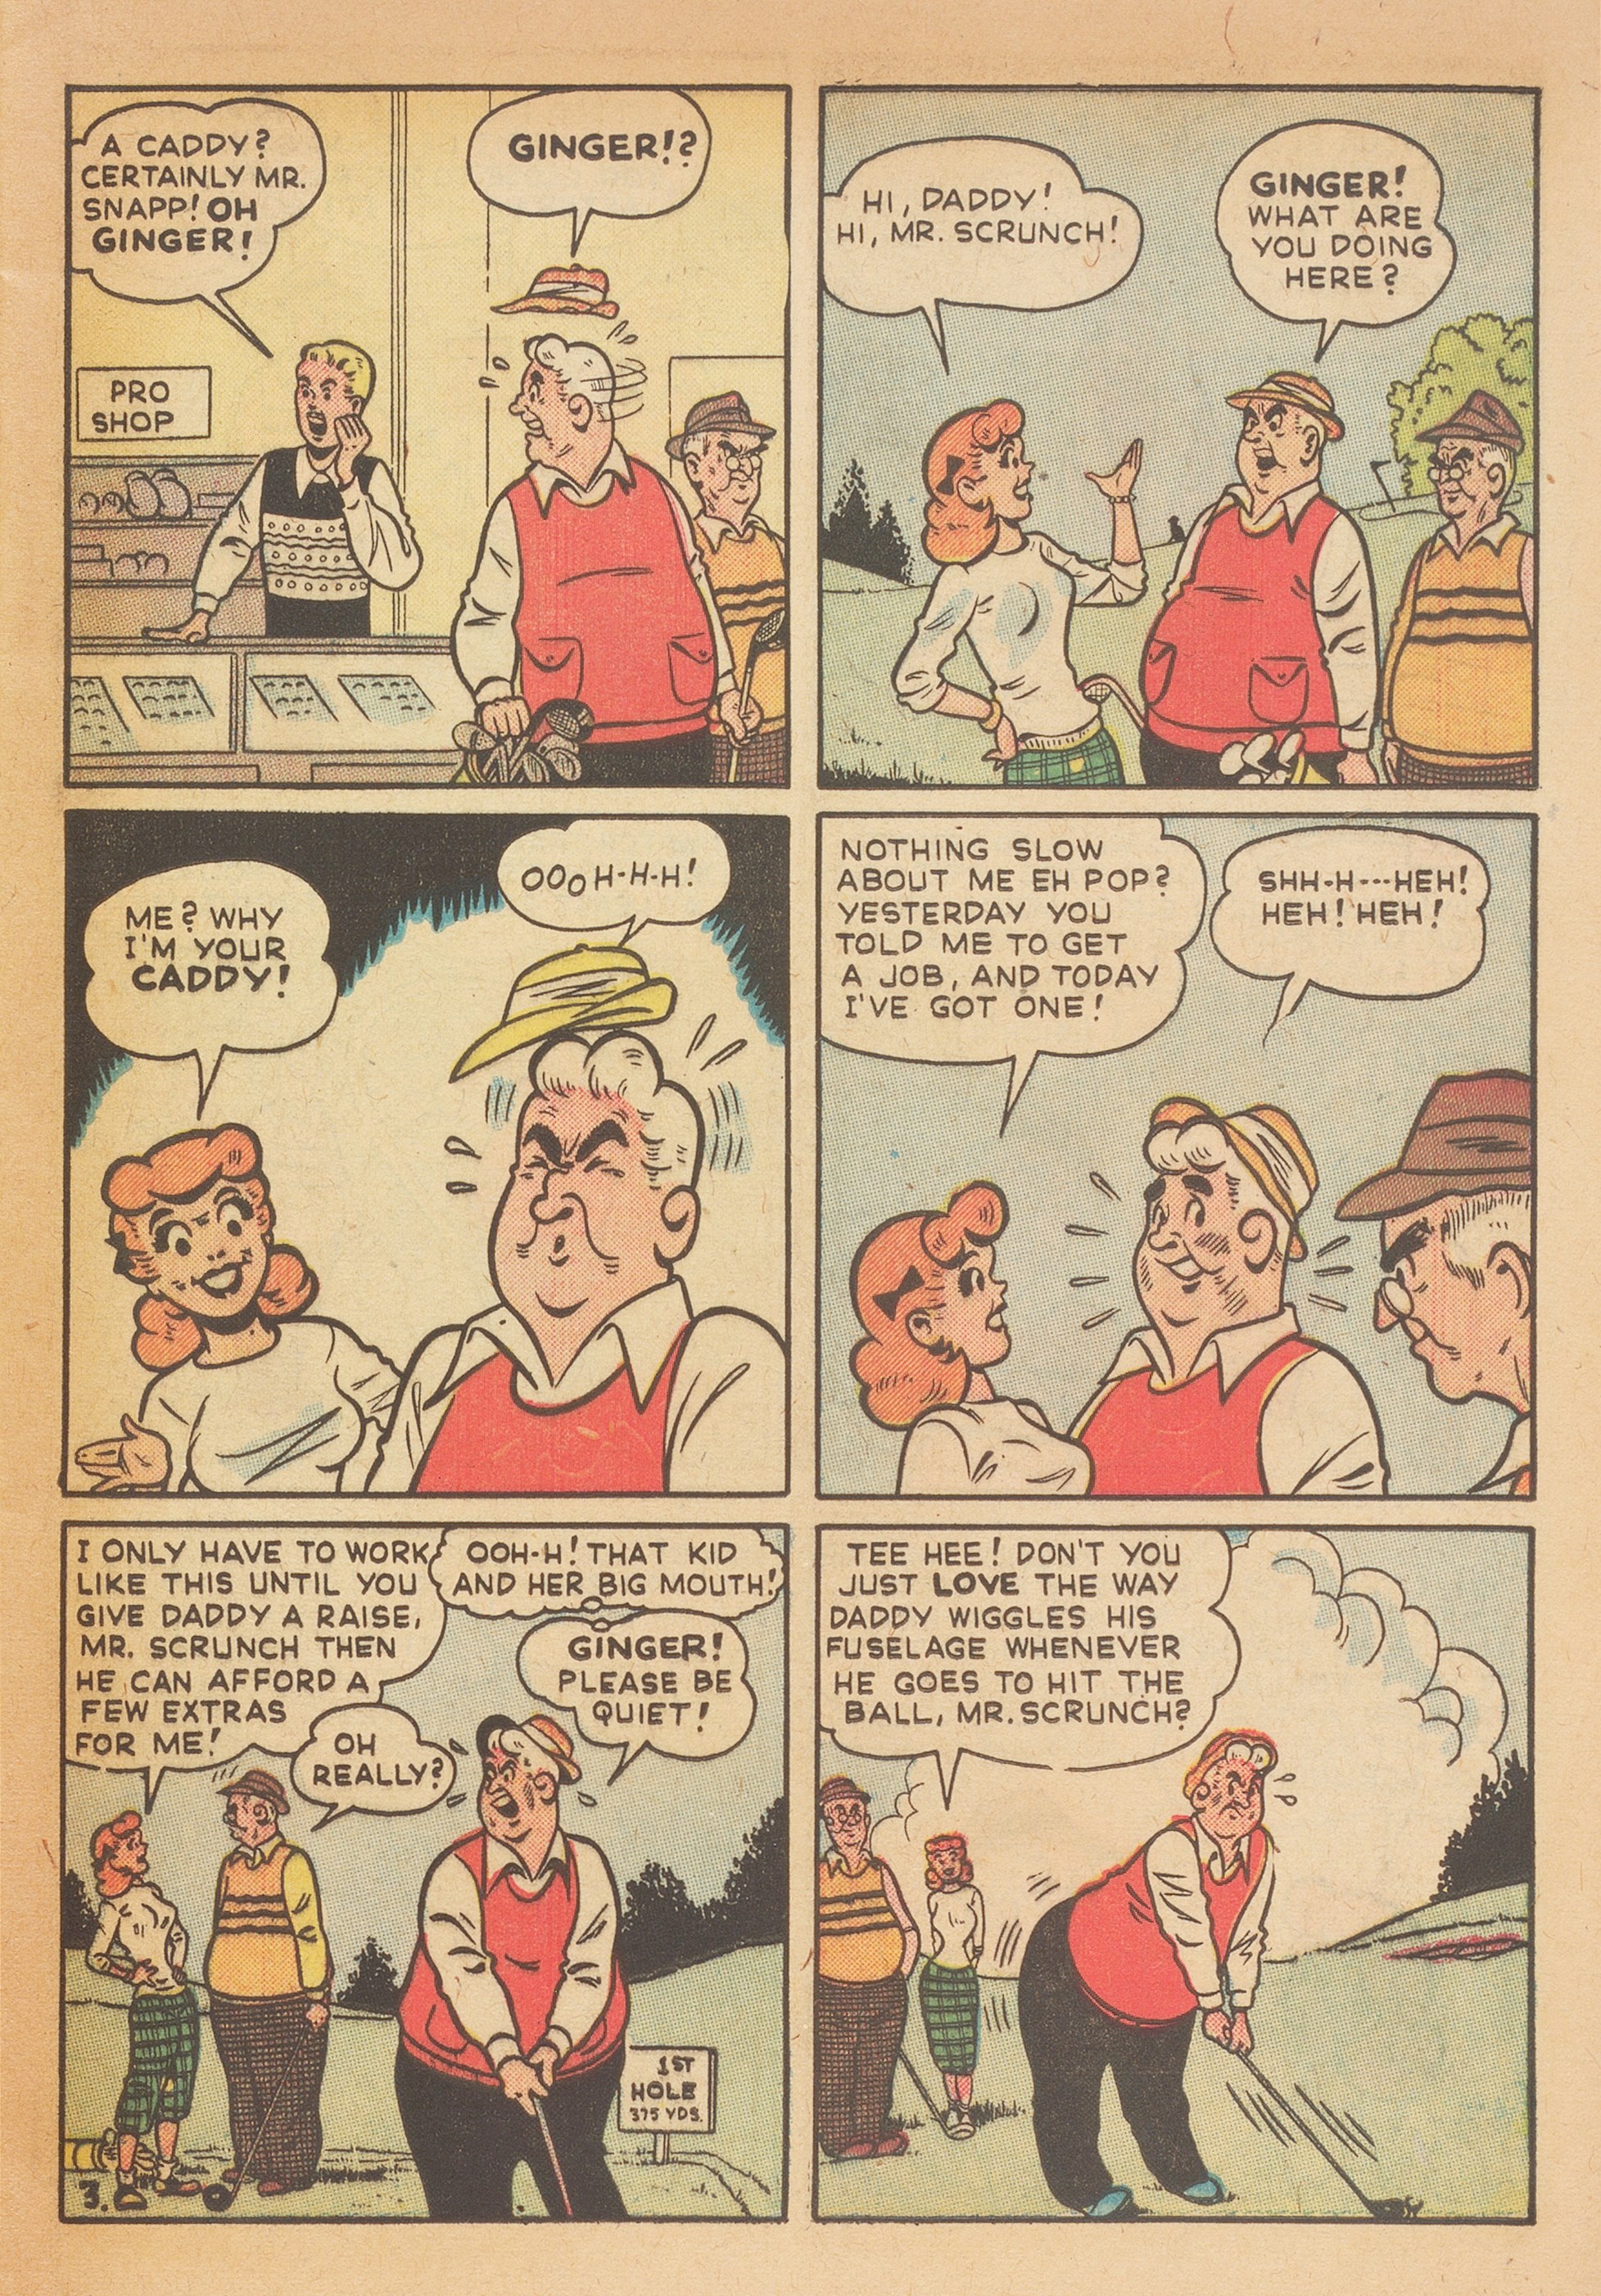 A CADDY?
CERTAINLY MR.
SNAPP! OH
GINGER!
GINGER!?
PRO
SHOP
HI, DADDY!
HI, MR. SCRUNCH!
GINGER!
WHAT ARE
YOU DOING
HERE?
ME? WHY
I'M YOUR
CADDY!
OOOH-H-H!
NOTHING SLOW
ABOUT ME EH POP?
YESTERDAY YOU
TOLD ME TO GET
A JOB, AND TODAY
I'VE GOT ONE!
SHH-H---HEH!
HEH! HEH!
I ONLY HAVE TO WORK
LIKE THIS UNTIL YOU
GIVE DADDY A RAISE,
MR. SCRUNCH THEN
HE CAN AFFORD A
FEW EXTRAS
FOR ME!
OH
REALLY?
OOH-H! THAT KID
AND HER BIG MOUTH!
GINGER!
PLEASE BE
QUIET!
1ST
HOLE
375 YDS.
3.
TEE HEE! DON'T YOU
JUST LOVE THE WAY
DADDY WIGGLES HIS
FUSELAGE WHENEVER
HE GOES TO HIT THE
BALL, MR. SCRUNCH?